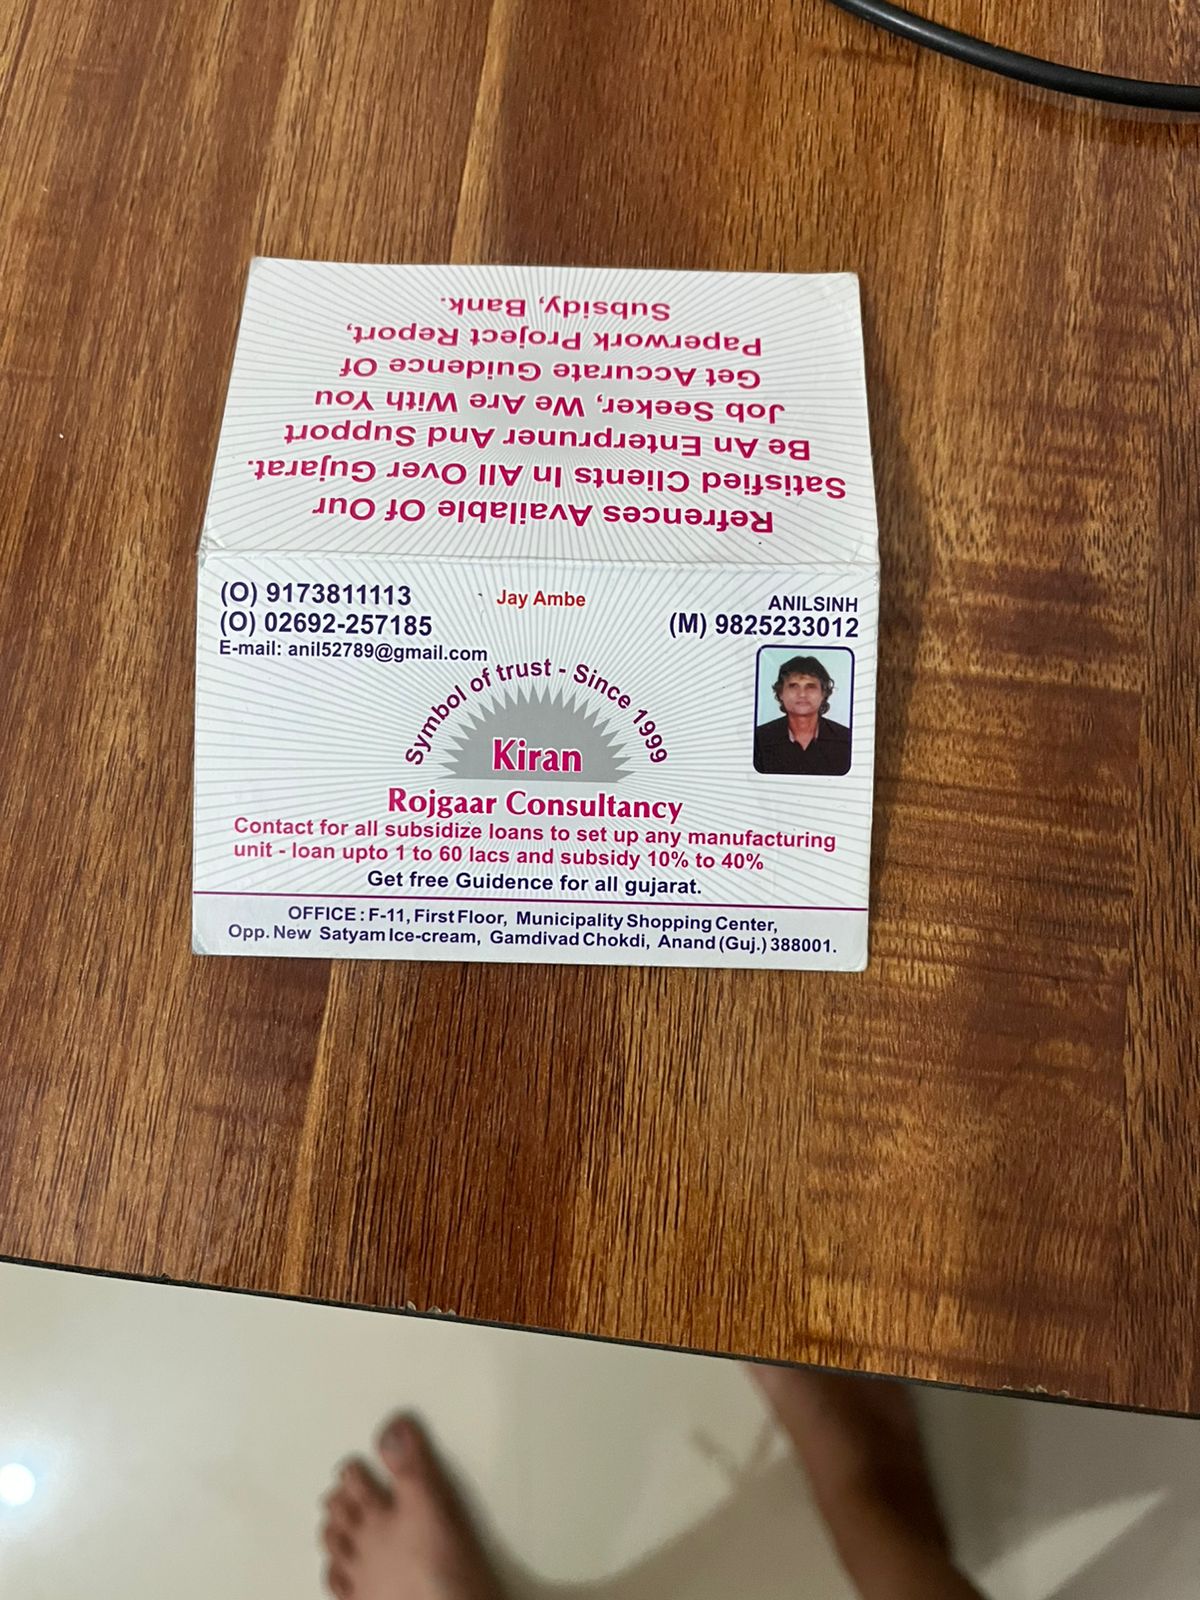 Refrences Available Of Our
Satisfied Clients In All Over Gujarat.
Be An Enterpruner And Support
Job Seeker, We Are With You
Get Accurate Guidence Of
Paperwork Project Report,
Subsidy, Bank.
(O) 9173811113
(O) 02692-257185
E-mail: anil52789@gmail.com
Jay Ambe
ANILSINH
(M) 9825233012
Symbol of trust - Since 1999
Kiran
Rojgaar Consultancy
Contact for all subsidize loans to set up any manufacturing
unit - loan upto 1 to 60 lacs and subsidy 10% to 40%
Get free Guidence for all gujarat.
OFFICE : F-11, First Floor, Municipality Shopping Center,
Opp. New Satyam Ice-cream, Gamdivad Chokdi, Anand (Guj.) 388001.